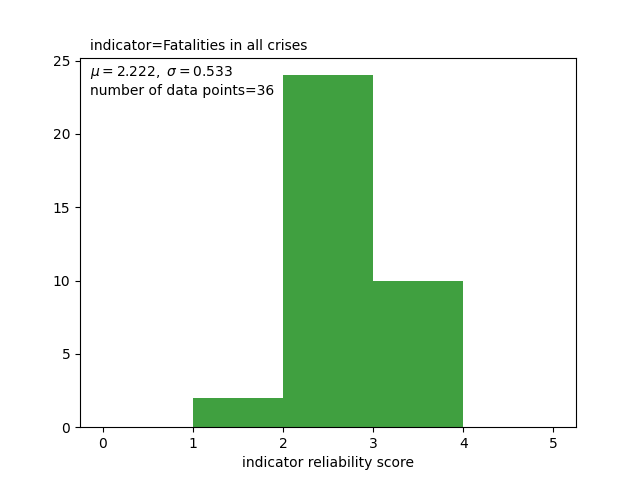 indicator=Fatalities in all crises
μ = 2.222, σ = 0.533
number of data points=36
25
20
15
10
5
0
0 1 2 3 4 5
indicator reliability score